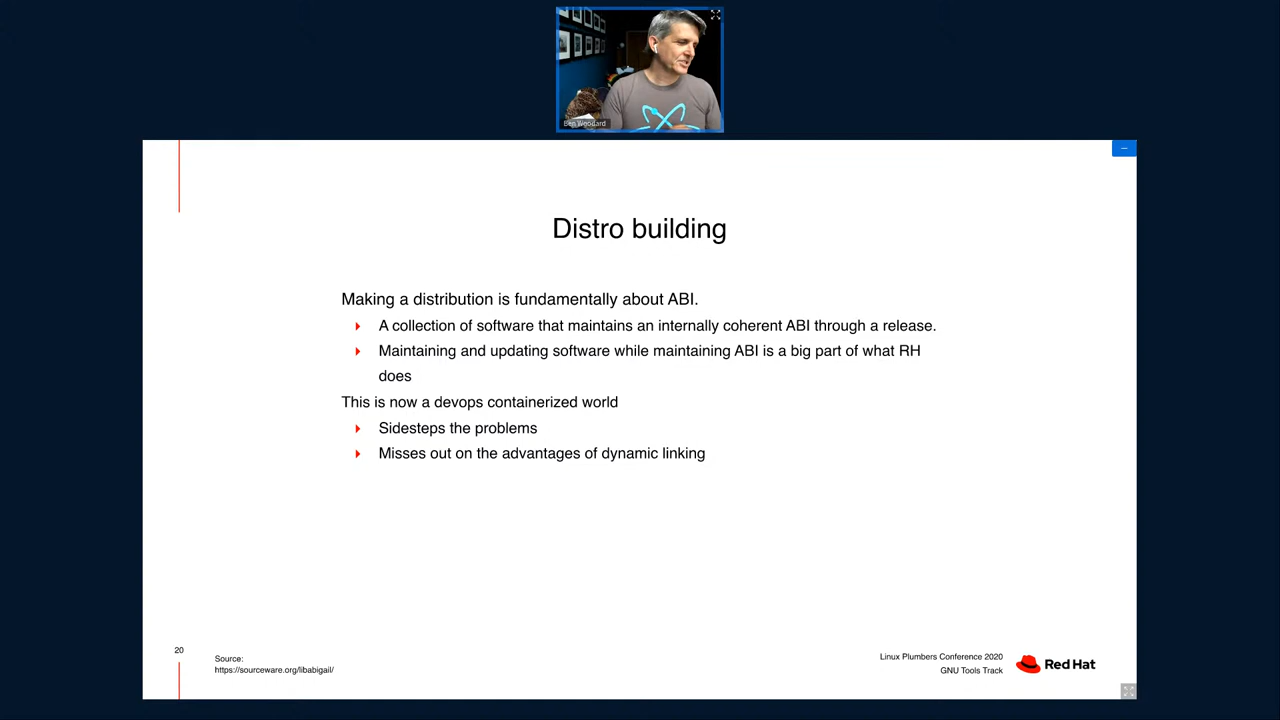 Ben Woodard
Distro building
Making a distribution is fundamentally about ABI.
A collection of software that maintains an internally coherent ABI through a release.
Maintaining and updating software while maintaining ABI is a big part of what RH
does
This is now a devops containerized world
Sidesteps the problems
Misses out on the advantages of dynamic linking
20
Source:
https://sourceware.org/libabigail/
Linux Plumbers Conference 2020
GNU Tools Track
Red Hat